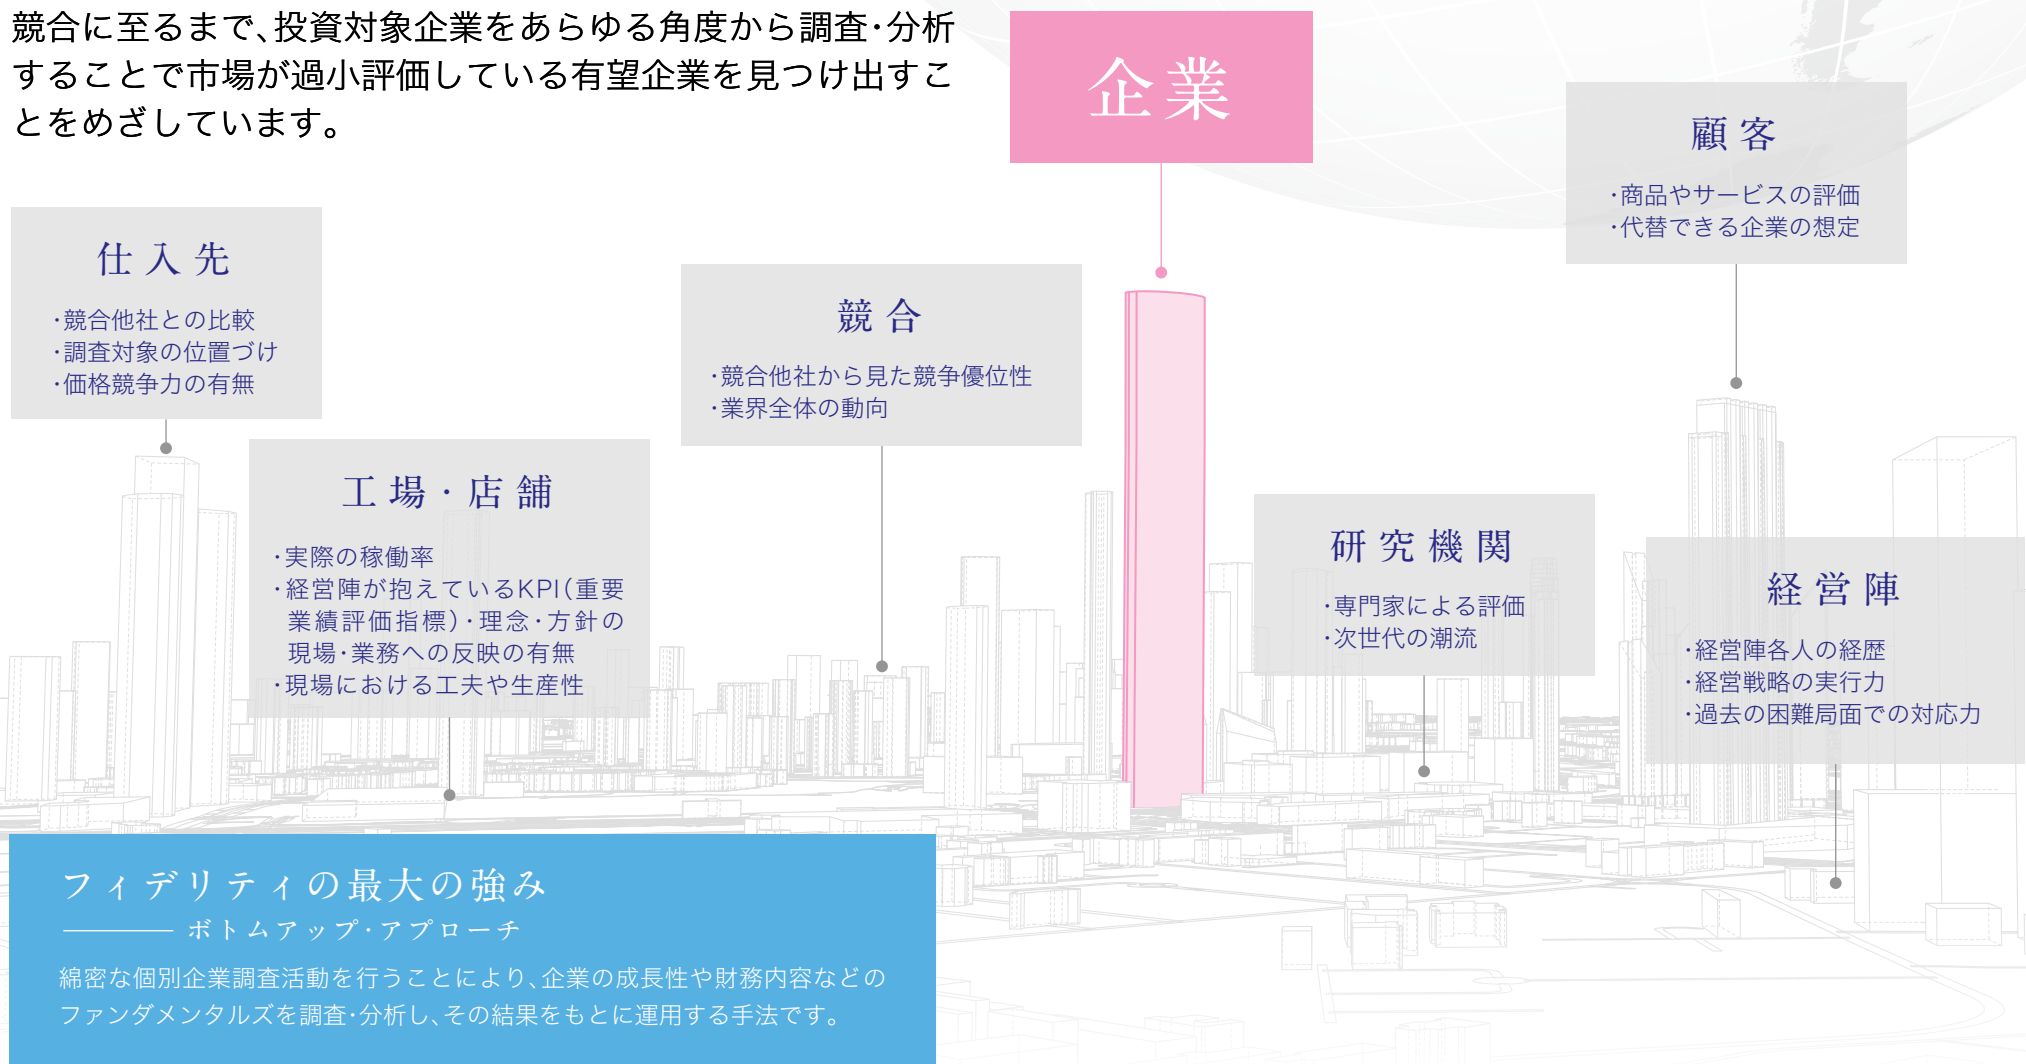 競合に至るまで、投資対象企業をあらゆる角度から調査・分析
することで市場が過小評価している有望企業を見つけ出すこ
とをめざしています。
企業
顧客
・商品やサービスの評価
・代替できる企業の想定
仕入先
・競合他社との比較
・調査対象の位置づけ
・価格競争力の有無
競合
・競合他社から見た競争優位性
・業界全体の動向
工場・店舗
・実際の稼働率
・経営陣が抱えているKPI（重要
業績評価指標）・理念・方針の
現場・業務への反映の有無
・現場における工夫や生産性
研究機関
・専門家による評価
・次世代の潮流
経営陣
・経営陣各人の経歴
・経営戦略の実行力
・過去の困難局面での対応力
フィデリティの最大の強み
ボトムアップ・アプローチ
綿密な個別企業調査活動を行うことにより、企業の成長性や財務内容などの
ファンダメンタルズを調査・分析し、その結果をもとに運用する手法です。